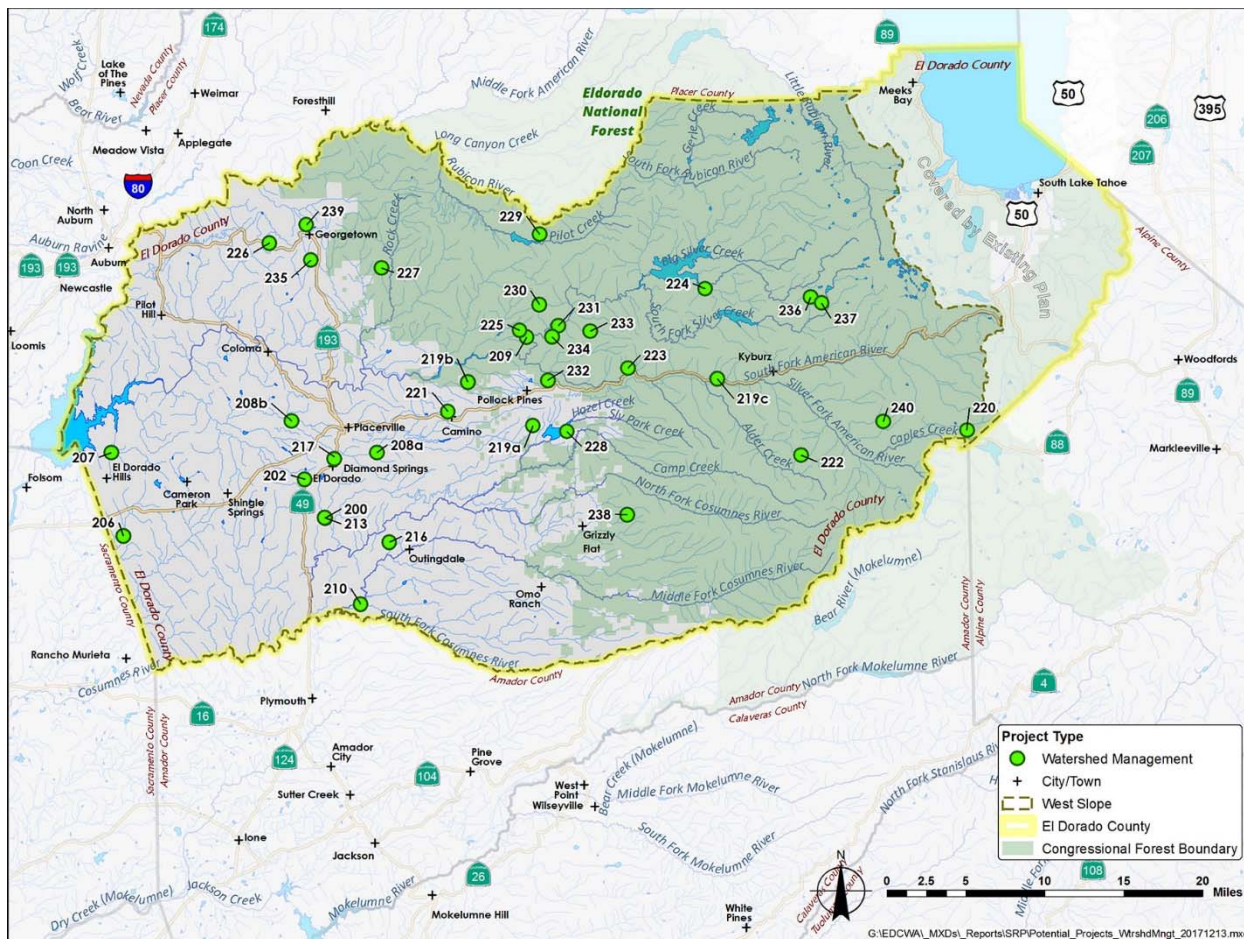 174
89
Nevada County
Placer County
Wolf Creek
Lake of
The Pines
Weimar
Bear River
Foresthill
Middle Fork American River
Eldorado
National
Forest
Placer County
El Dorado County
Meeks
Bay
50
395
Little Rubicon River
Gerle Creek
206
207
Meadow Vista
Applegate
Coon Creek
Long Canyon Creek
Rubicon River
South Fork Rubicon River
80
North
Auburn
Auburn Ravine
Auburn
193
193
Newcastle
El Dorado County
239
Georgetown
226
235
Rock Creek
227
229
Pilot Creek
South Lake Tahoe
50
Covered by Existing Plan
Alpine County
Big Silver Creek
224
236
237
Pilot
Hill
230
231
225
233
209
234
South Fork Silver Creek
Loomis
193
Coloma
219b
223
232
Kyburz
South Fork American River
219c
Woodfords
89
Pollock Pines
221
Camino
208b
Placerville
Hazel Creek
Sly Park Creek
Silver Fork American River
240
220
Caples Creek
88
Markleeville
217
208a
219a
228
Alder Creek
222
207
El Dorado
Hills
Folsom
Diamond Springs
El Dorado
202
Camp Creek
Cameron
Park
Shingle
Springs
49
200
213
North Fork Cosumnes River
238
Grizzly
Flat
El Dorado County
206
216
Outingdale
Sacramento County
El Dorado County
Omo
Ranch
Middle Fork Cosumnes River
Bear River (Mokelumne)
210
South Fork Cosumnes River
Amador County
Alpine County
Rancho Murieta
Cosumnes River
Amador County
Plymouth
16
Amador County
Calaveras County
North Fork Mokelumne River
4
Sacramento County
Amador County
124
Amador
City
104
Pine
Grove
Sutter Creek
West
Point
Wilseyville
Bear Creek (Mokelumne)
Middle Fork Mokelumne River
North Fork Stanislaus River
Ione
Jackson
South Fork Mokelumne River
26
Dry Creek (Mokelumne)
Jackson Creek
Mokelumne River
Mokelumne Hill
White
Pines
Calaveras County
Tuolumne County
108
Project Type
Watershed Management
City/Town
West Slope
El Dorado County
Congressional Forest Boundary
N
0 2.5 5 10 15 20
Miles
G:\EDCWA\_MXDs\_Reports\SRP\Potential_Projects_WtrshdMngt_20171213.mx